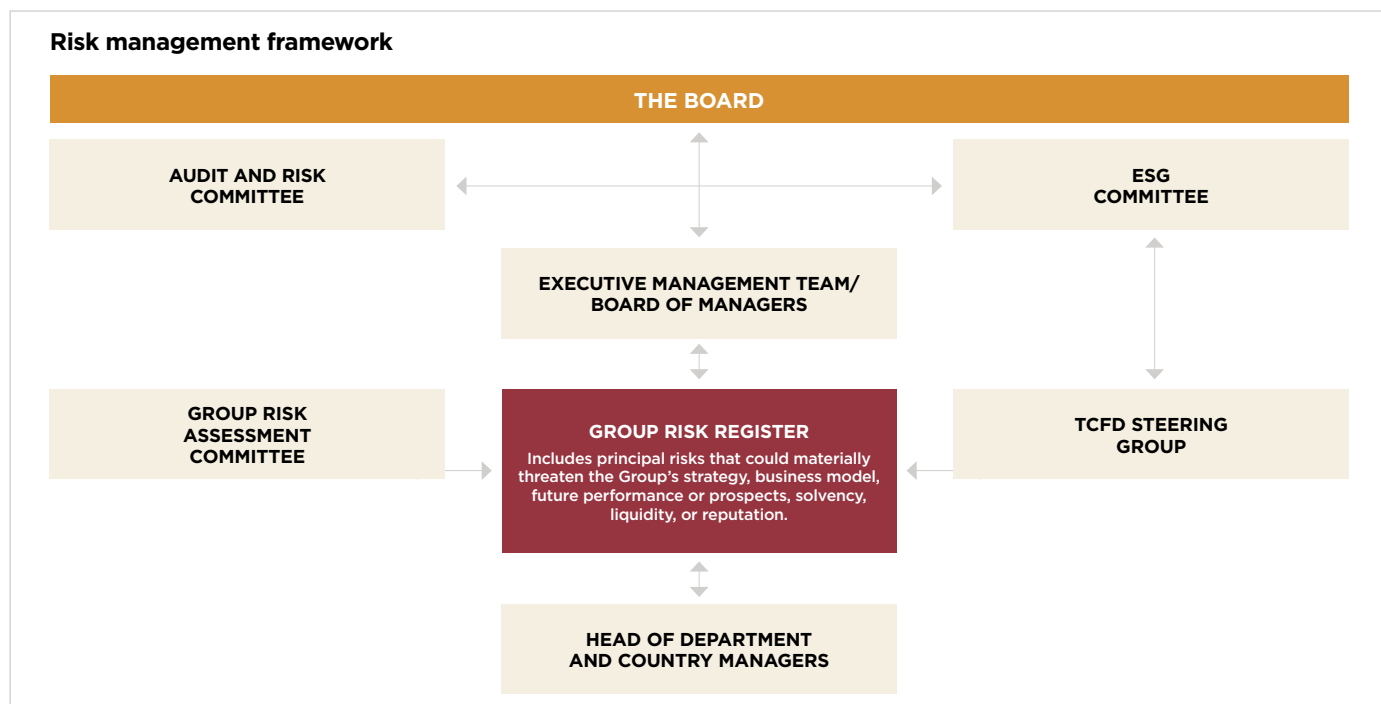 Risk management framework
THE BOARD
AUDIT AND RISK
COMMITTEE
ESG
COMMITTEE
EXECUTIVE MANAGEMENT TEAM/
BOARD OF MANAGERS
GROUP RISK
ASSESSMENT
COMMITTEE
GROUP RISK REGISTER
Includes principal risks that could materially
threaten the Group’s strategy, business model,
future performance or prospects, solvency,
liquidity, or reputation.
TCFD STEERING
GROUP
HEAD OF DEPARTMENT
AND COUNTRY MANAGERS